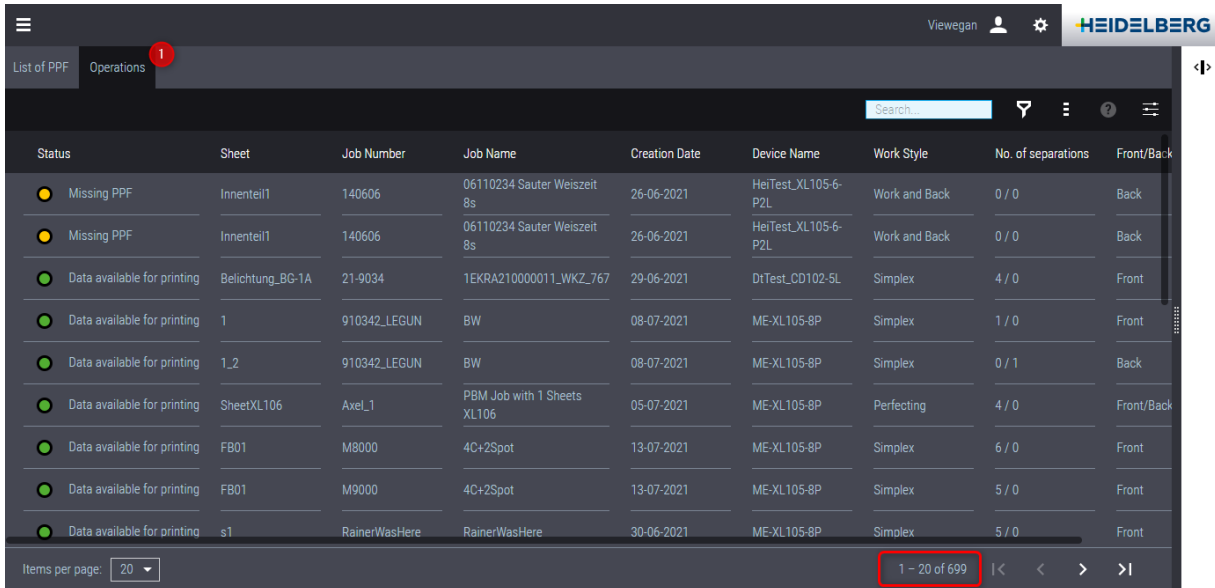 Viewegan
HEIDELBERG
List of PPF Operations 1
Search...
Status Sheet Job Number Job Name Creation Date Device Name Work Style No. of separations Front/Back
Missing PPF Innenteil1 140606 06110234 Sauter Weiszeit 8s 26-06-2021 HeiTest_XL105-6-P2L Work and Back 0 / 0 Back
Missing PPF Innenteil1 140606 06110234 Sauter Weiszeit 8s 26-06-2021 HeiTest_XL105-6-P2L Work and Back 0 / 0 Back
Data available for printing Belichtung_BG-1A 21-9034 1EKRA210000011_WKZ_767 29-06-2021 DtTest_CD102-5L Simplex 4 / 0 Front
Data available for printing 1 910342_LEGUN BW 08-07-2021 ME-XL105-8P Simplex 1 / 0 Front
Data available for printing 1_2 910342_LEGUN BW 08-07-2021 ME-XL105-8P Simplex 0 / 1 Back
Data available for printing SheetXL106 Axel_1 PBM Job with 1 Sheets XL106 05-07-2021 ME-XL105-8P Perfecting 4 / 0 Front/Back
Data available for printing FB01 M8000 4C+2Spot 13-07-2021 ME-XL105-8P Simplex 6 / 0 Front
Data available for printing FB01 M9000 4C+2Spot 13-07-2021 ME-XL105-8P Simplex 5 / 0 Front
Data available for printing s1 RainerWasHere RainerWasHere 30-06-2021 ME-XL105-8P Simplex 5 / 0 Front
Items per page: 20 1 – 20 of 699